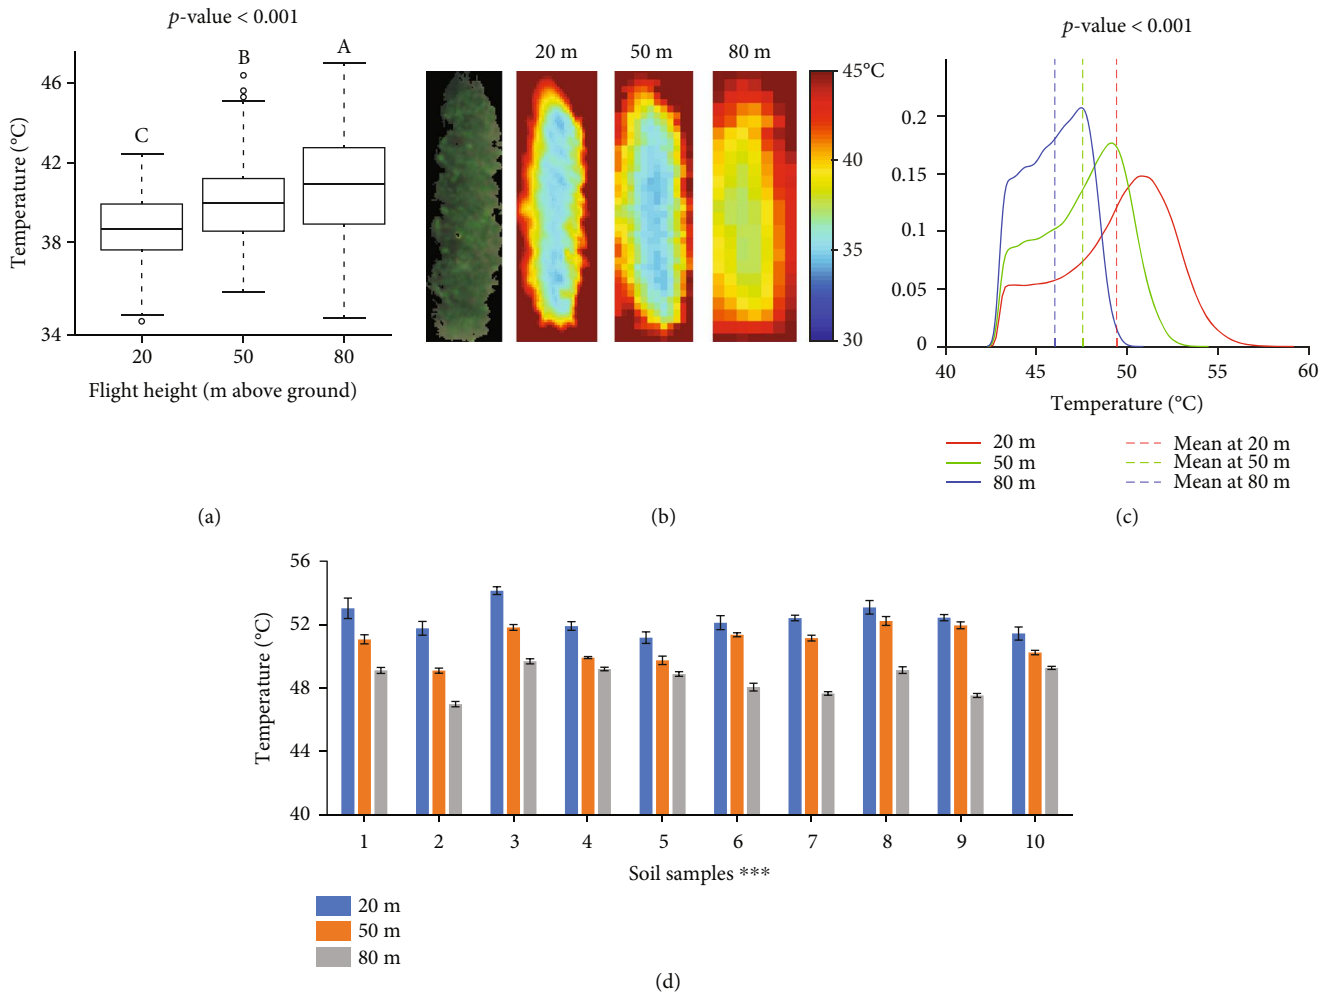 p-value < 0.001
Temperature (°C)
46
42
38
34
C
B
A
20
50
80
Flight height (m above ground)
(a)
20 m
50 m
80 m
45°C
40
35
30
(b)
p-value < 0.001
0.2
0.15
0.1
0.05
0
40
45
50
55
60
Temperature (°C)
20 m
50 m
80 m
Mean at 20 m
Mean at 50 m
Mean at 80 m
(c)
Temperature (°C)
56
52
48
44
40
1
2
3
4
5
6
7
8
9
10
Soil samples ***
20 m
50 m
80 m
(d)